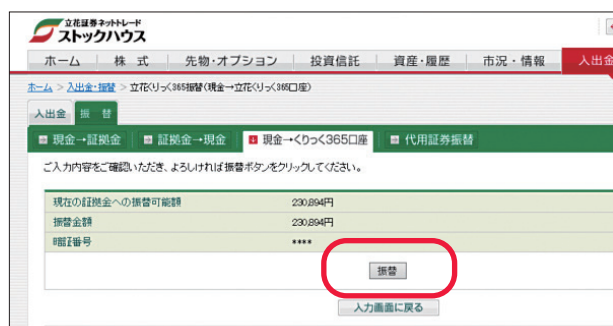 立花証券ネットトレード
ストックハウス
ホーム 株 式 先物・オプション 投資信託 資産・履歴 市況・情報 入出金
ホーム > 入出金・振替 > 立花くりっく365振替(現金→立花くりっく365口座)
入出金 振 替
現金→証拠金 証拠金→現金 現金→くりっく365口座 代用証券振替
ご入力内容をご確認いただき、よろしければ振替ボタンをクリックしてください。
現在の証拠金への振替可能額 230,894円
振替金額 230,894円
暗証番号 ****
振替
入力画面に戻る